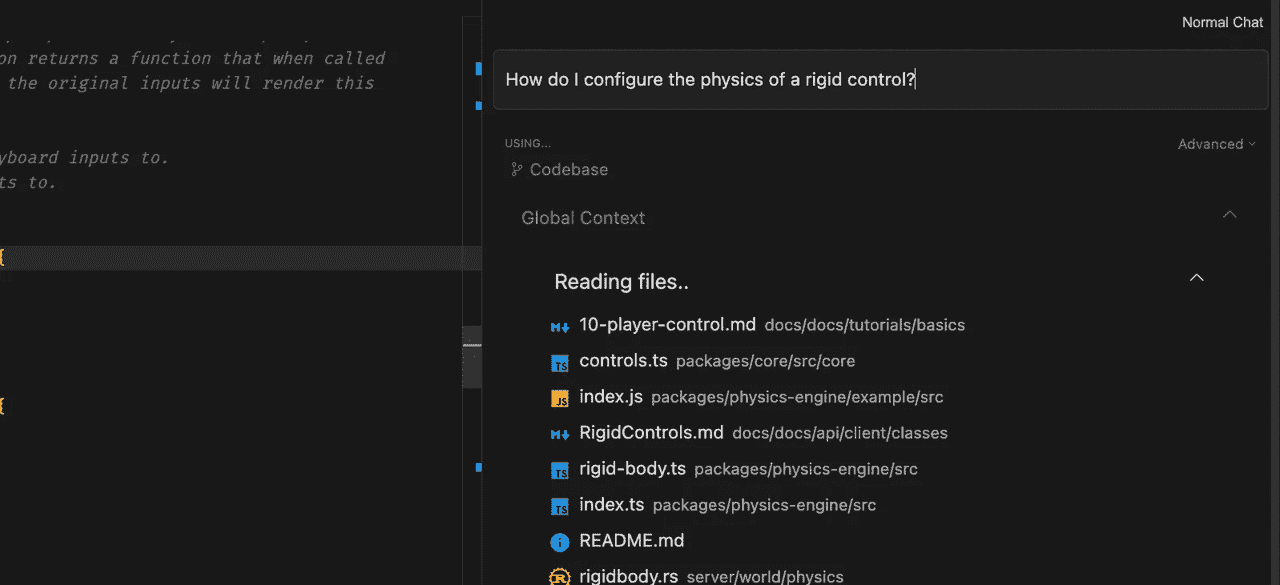 on returns a function that when called
the original inputs will render this
yboard inputs to.
ts to.
{
{
Normal Chat
How do I configure the physics of a rigid control?
USING...
Advanced
Codebase
Global Context
Reading files..
10-player-control.md docs/docs/tutorials/basics
TS controls.ts packages/core/src/core
JS index.js packages/physics-engine/example/src
RigidControls.md docs/docs/api/client/classes
TS rigid-body.ts packages/physics-engine/src
TS index.ts packages/physics-engine/src
README.md
rigidbody.rs server/world/physics